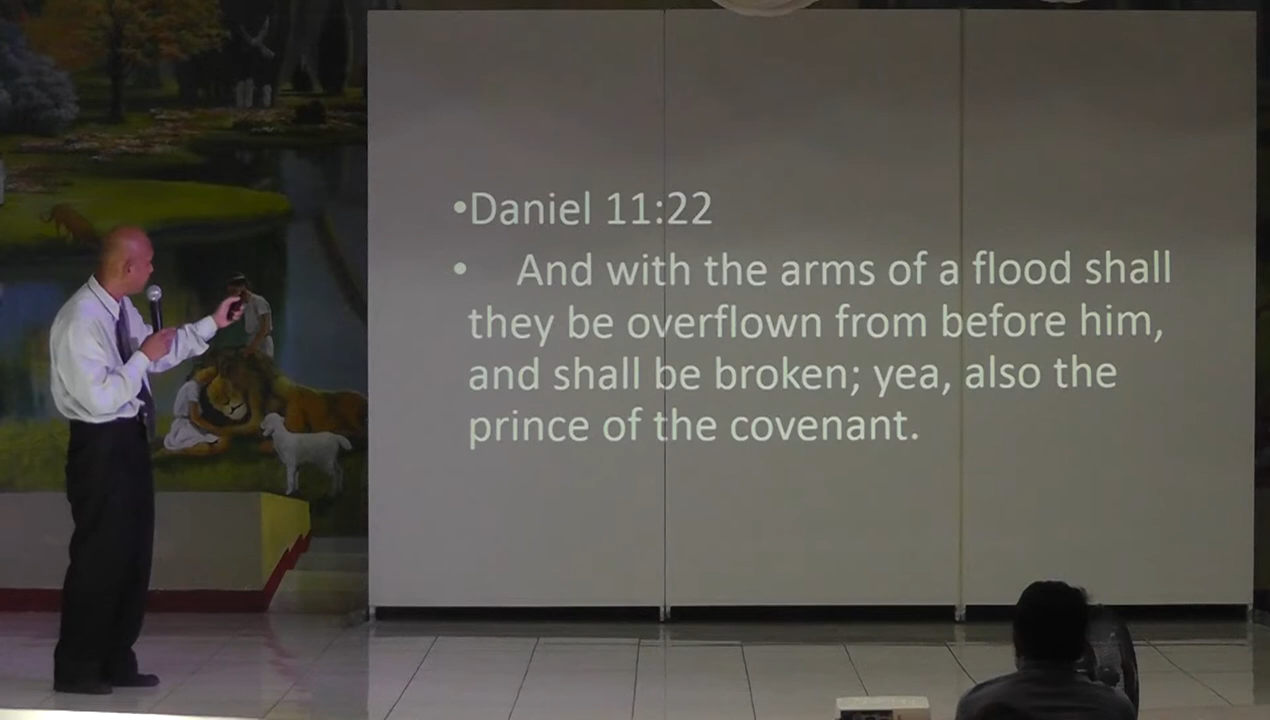 •Daniel 11:22
• And with the arms of a flood shall
they be overflown from before him,
and shall be broken; yea, also the
prince of the covenant.